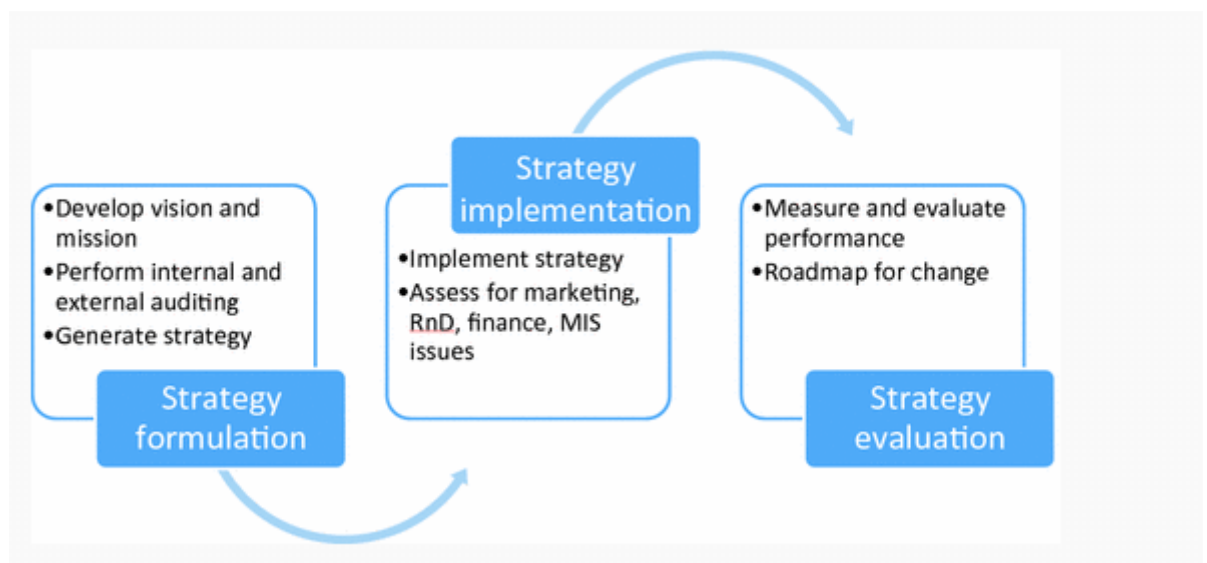 •Develop vision and
mission
•Perform internal and
external auditing
•Generate strategy
Strategy
formulation
Strategy
implementation
•Implement strategy
•Assess for marketing,
RnD, finance, MIS
issues
•Measure and evaluate
performance
•Roadmap for change
Strategy
evaluation